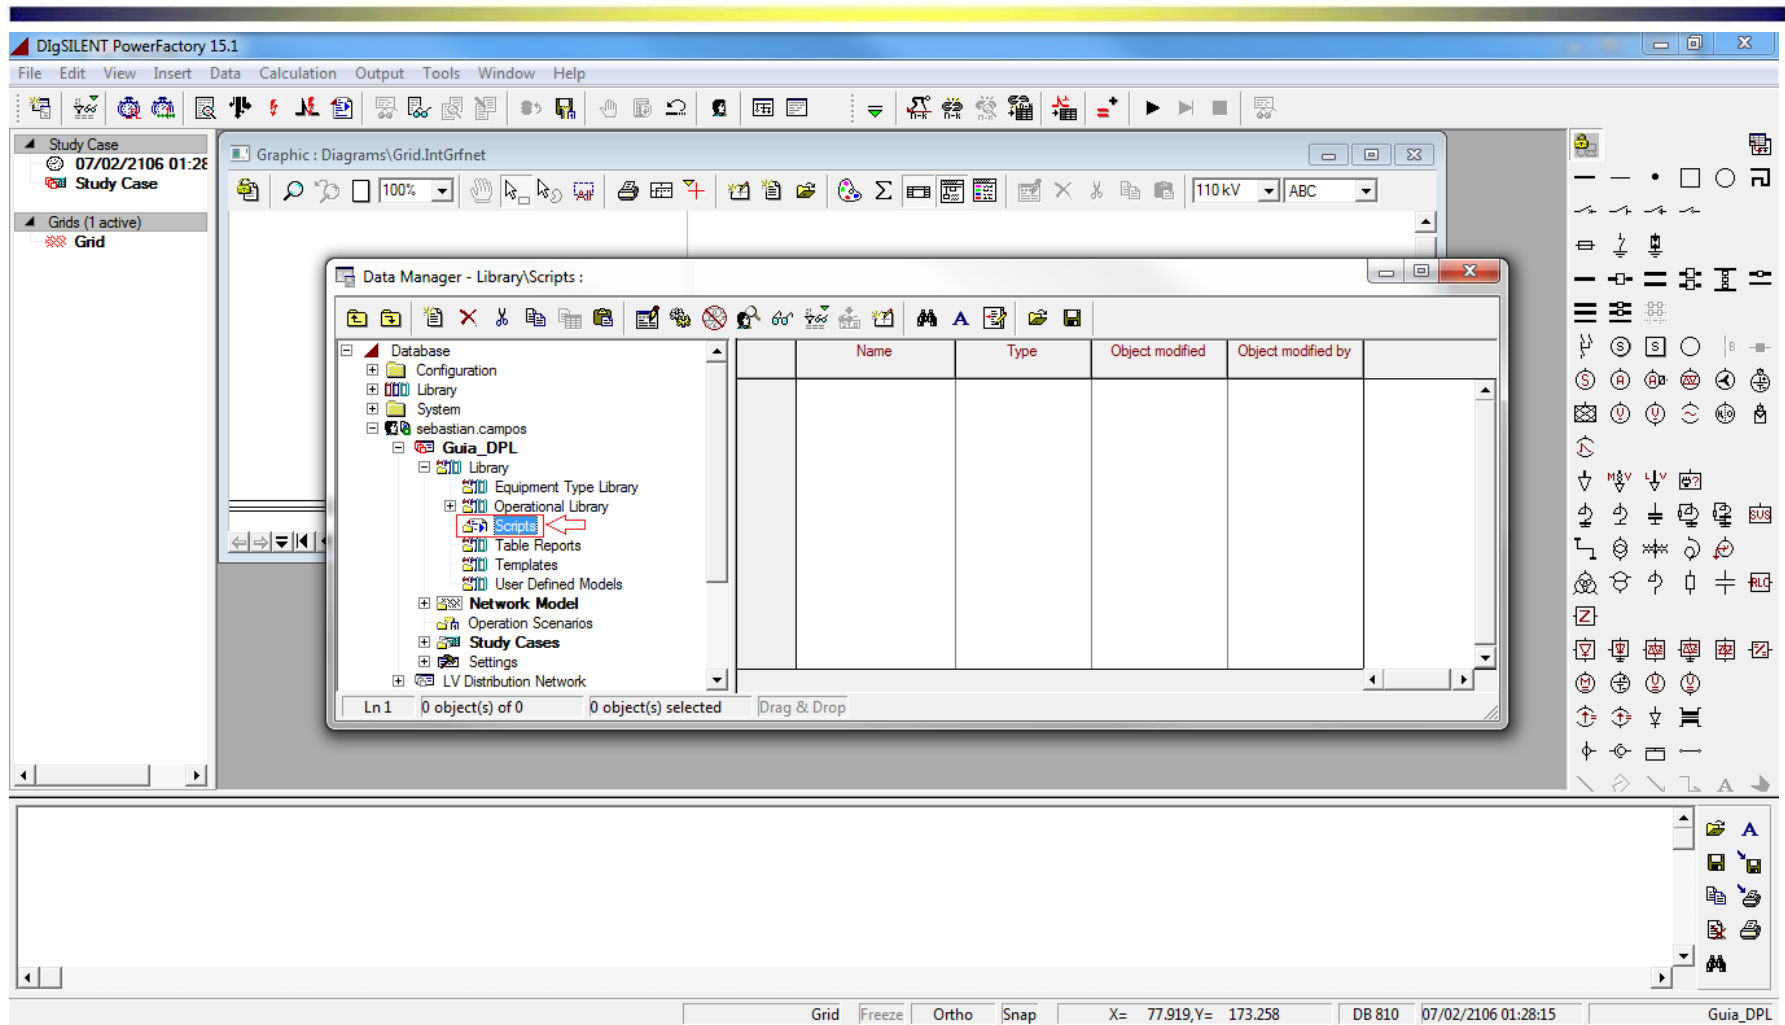 DIgSILENT PowerFactory 15.1
File Edit View Insert Data Calculation Output Tools Window Help
Study Case
07/02/2106 01:28
Study Case
Grids (1 active)
Grid
Graphic : Diagrams\Grid.IntGrfnet
100%
110 kV
ABC
Data Manager - Library\Scripts :
Database
Configuration
Library
System
sebastian.campos
Guia_DPL
Library
Equipment Type Library
Operational Library
Scripts
Table Reports
Templates
User Defined Models
Network Model
Operation Scenarios
Study Cases
Settings
LV Distribution Network
Name Type Object modified Object modified by
Ln 1 0 object(s) of 0 0 object(s) selected Drag & Drop
Grid Freeze Ortho Snap X= 77.919,Y= 173.258 DB 810 07/02/2106 01:28:15 Guia_DPL